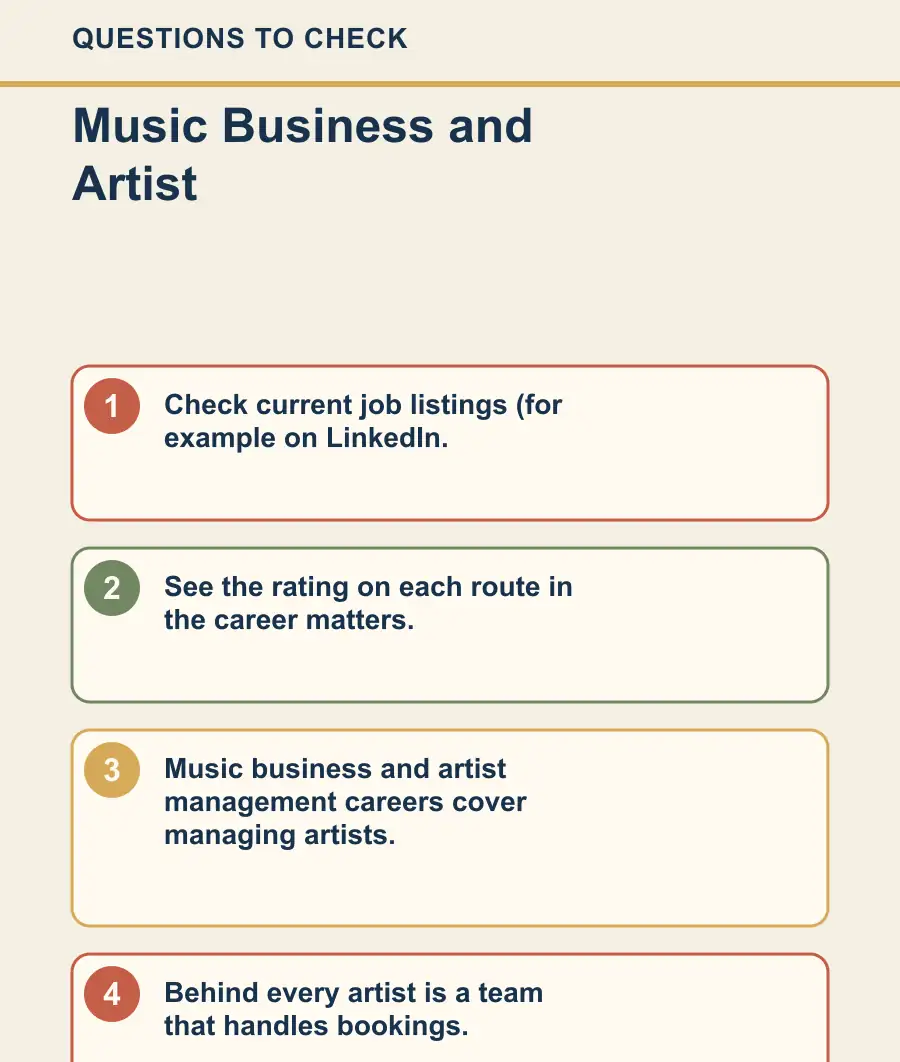 QUESTIONS TO CHECK
Music Business and
Artist
1
Check current job listings (for
example on LinkedIn.
2
See the rating on each route in
the career matters.
3
Music business and artist
management careers cover
managing artists.
4
Behind every artist is a team
that handles bookings.